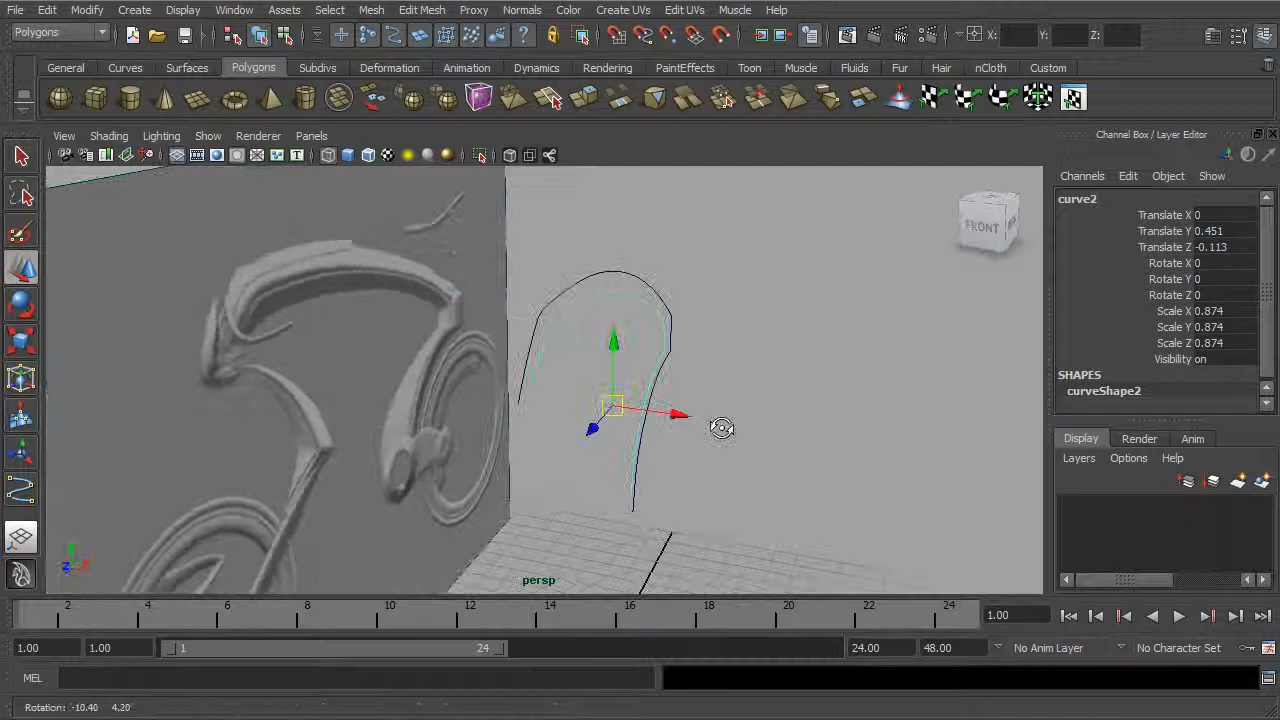 File Edit Modify Create Display Window Assets Select Mesh Edit Mesh Proxy Normals Color Create UVs Edit UVs Muscle Help
Polygons X: Y: Z:
General Curves Surfaces Polygons Subdivs Deformation Animation Rendering PaintEffects Dynamics Toon Muscle Fluids Fur Hair nCloth Custom
View Shading Lighting Show Renderer Panels
Channel Box / Layer Editor
Channels Edit Object Show
curve2
Translate X 0
Translate Y 0.451
Translate Z -0.113
Rotate X 0
Rotate Y 0
Rotate Z 0
Scale X 0.874
Scale Y 0.874
Scale Z 0.874
Visibility on
SHAPES
curveShape2
FRONT
Display Render Anim
Layers Options Help
persp
2 4 6 8 10 12 14 16 18 20 22 24 1.00
1.00 1.00 1 24 24.00 48.00 No Anim Layer No Character Set
MEL
Rotation: -10.40 4.20